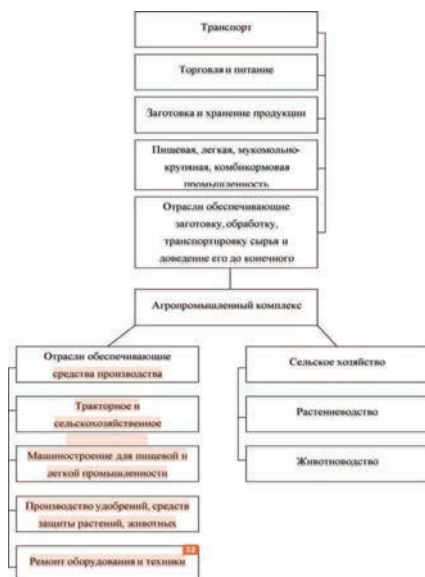 Транспорт
Торговля и питание
Заготовка и хранение продукции
Пищевая, легкая, мукомольно-
крупяная, комбикормовая
промышленность
Отрасли обеспечивающие
заготовку, обработку,
транспортировку сырья и
доведение его до конечного
Агропромышленный комплекс
Отрасли обеспечивающие
средства производства
Тракторное и
сельскохозяйственное
Машиностроение для пищевой и
легкой промышленности
Производство удобрений, средств
защиты растений, животных
32
Ремонт оборудования и техники
Сельское хозяйство
Растениеводство
Животноводство